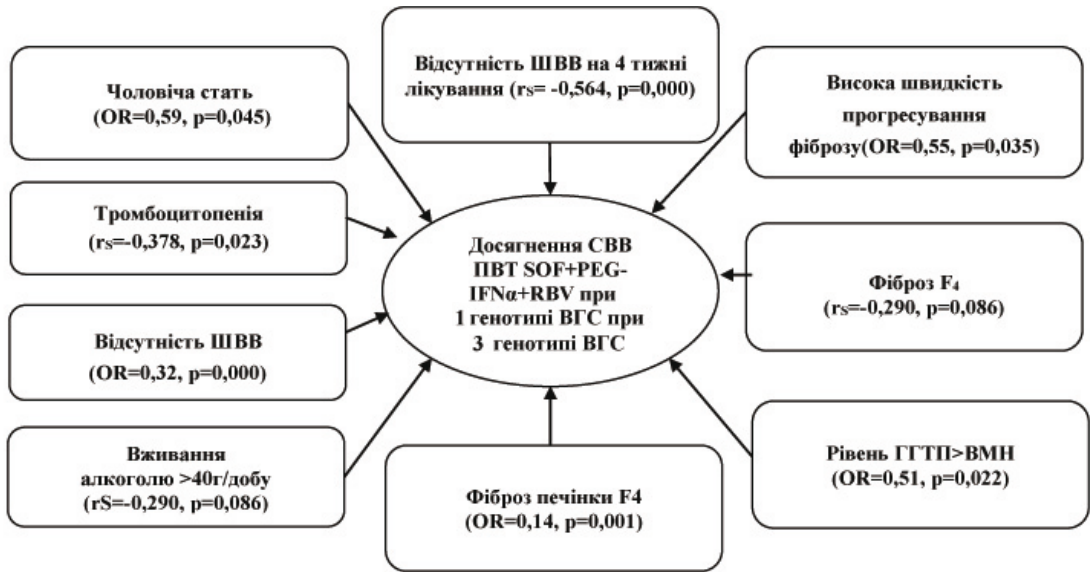 Чоловіча стать
(OR=0,59, p=0,045)
Відсутність ШВВ на 4 тижні
лікування (rs= -0,564, p=0,000)
Висока швидкість
прогресування
фіброзу(OR=0,55, p=0,035)
Тромбоцитопенія
(rs=-0,378, p=0,023)
Досягнення СВВ
ПВТ SOF+PEG-
IFNα+RBV при
1 генотипі ВГС при
3 генотипі ВГС
Фіброз F4
(rs=-0,290, p=0,086)
Відсутність ШВВ
(OR=0,32, p=0,000)
Вживання
алкоголю >40г/добу
(rS=-0,290, p=0,086)
Фіброз печінки F4
(OR=0,14, p=0,001)
Рівень ГГТП>ВМН
(OR=0,51, p=0,022)